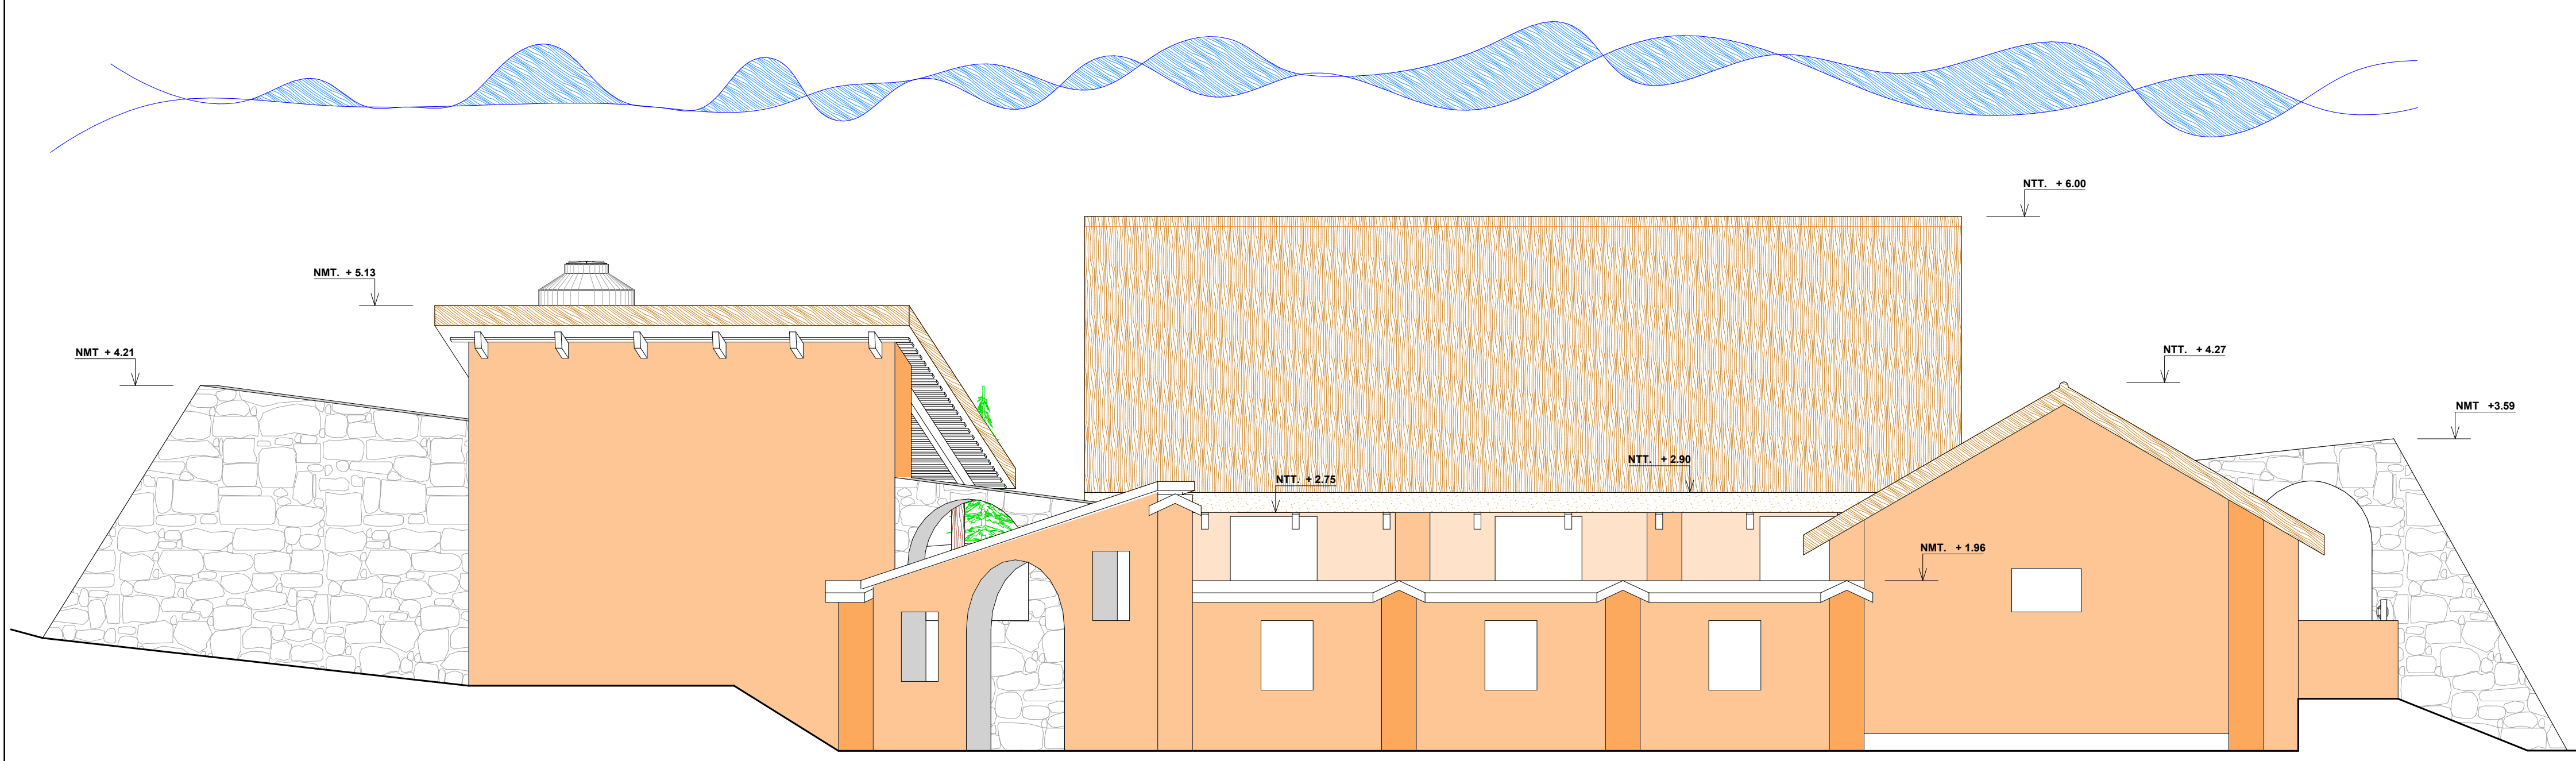 NTT. + 6.00
NMT. + 5.13
NMT + 4.21
NTT. + 4.27
NMT +3.59
NTT. + 2.90
NTT. + 2.75
NMT. + 1.96